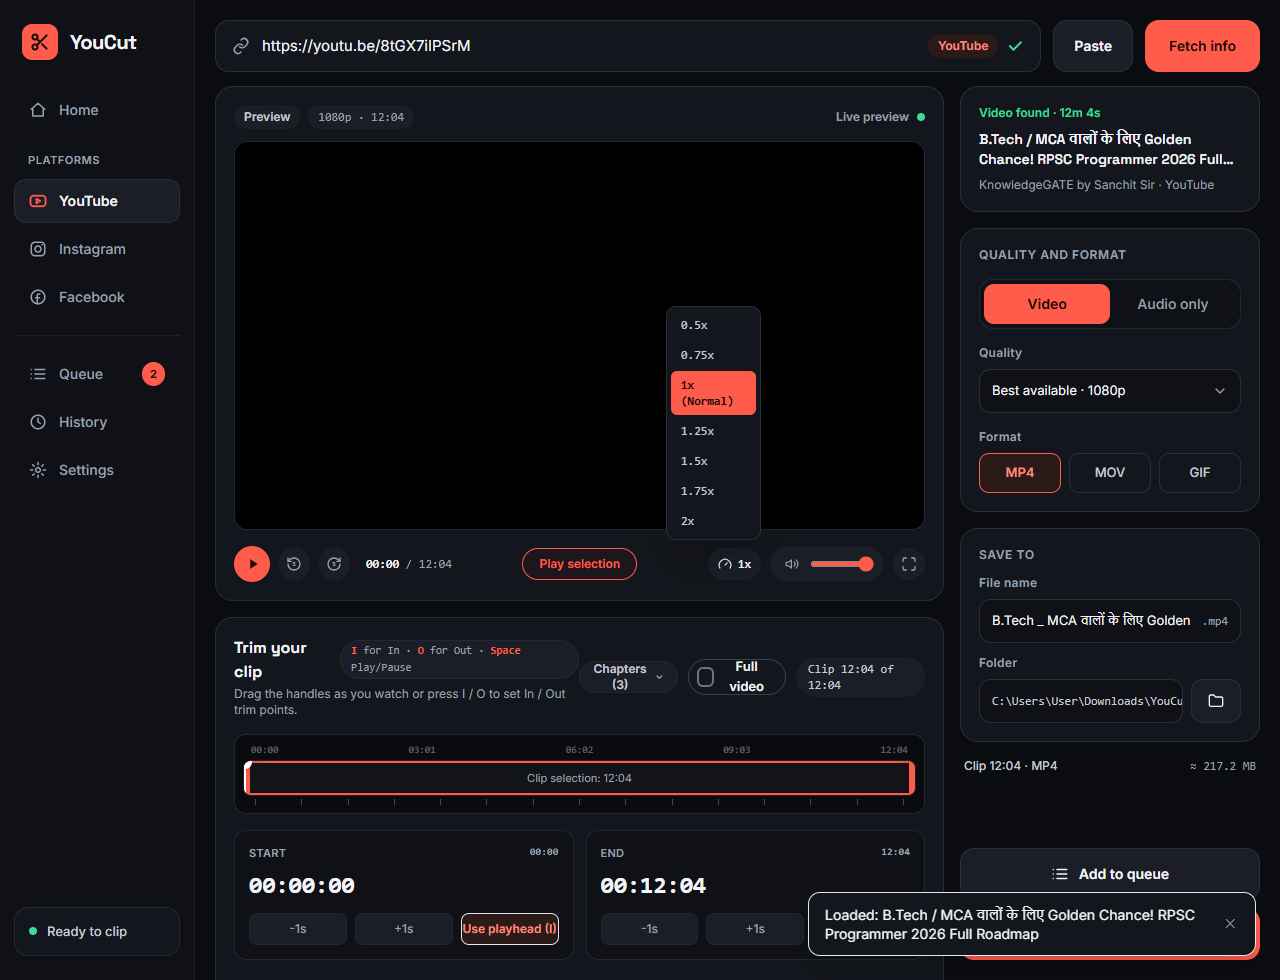 YouCut
https://youtu.be/8tGX7iIPSrM
YouTube
Paste
Fetch info
Home
PLATFORMS
YouTube
Instagram
Facebook
Queue
2
History
Settings
Ready to clip
Preview
1080p · 12:04
Live preview
0.5x
0.75x
1x
(Normal)
1.25x
1.5x
1.75x
2x
00:00 / 12:04
Play selection
1x
Trim your
clip
I for In · O for Out · Space
Play/Pause
Drag the handles as you watch or press I / O to set In / Out
trim points.
Chapters
(3)
Full
video
Clip 12:04 of
12:04
00:00
03:01
06:02
09:03
12:04
Clip selection: 12:04
START
00:00
00:00:00
-1s
+1s
Use playhead (I)
END
12:04
00:12:04
-1s
+1s
Video found · 12m 4s
B.Tech / MCA वालों के लिए Golden
Chance! RPSC Programmer 2026 Full...
KnowledgeGATE by Sanchit Sir · YouTube
QUALITY AND FORMAT
Video
Audio only
Quality
Best available · 1080p
Format
MP4
MOV
GIF
SAVE TO
File name
B.Tech _ MCA वालों के लिए Golden
.mp4
Folder
C:\Users\User\Downloads\YouCu
Clip 12:04 · MP4
≈ 217.2 MB
Add to queue
Loaded: B.Tech / MCA वालों के लिए Golden Chance! RPSC
Programmer 2026 Full Roadmap